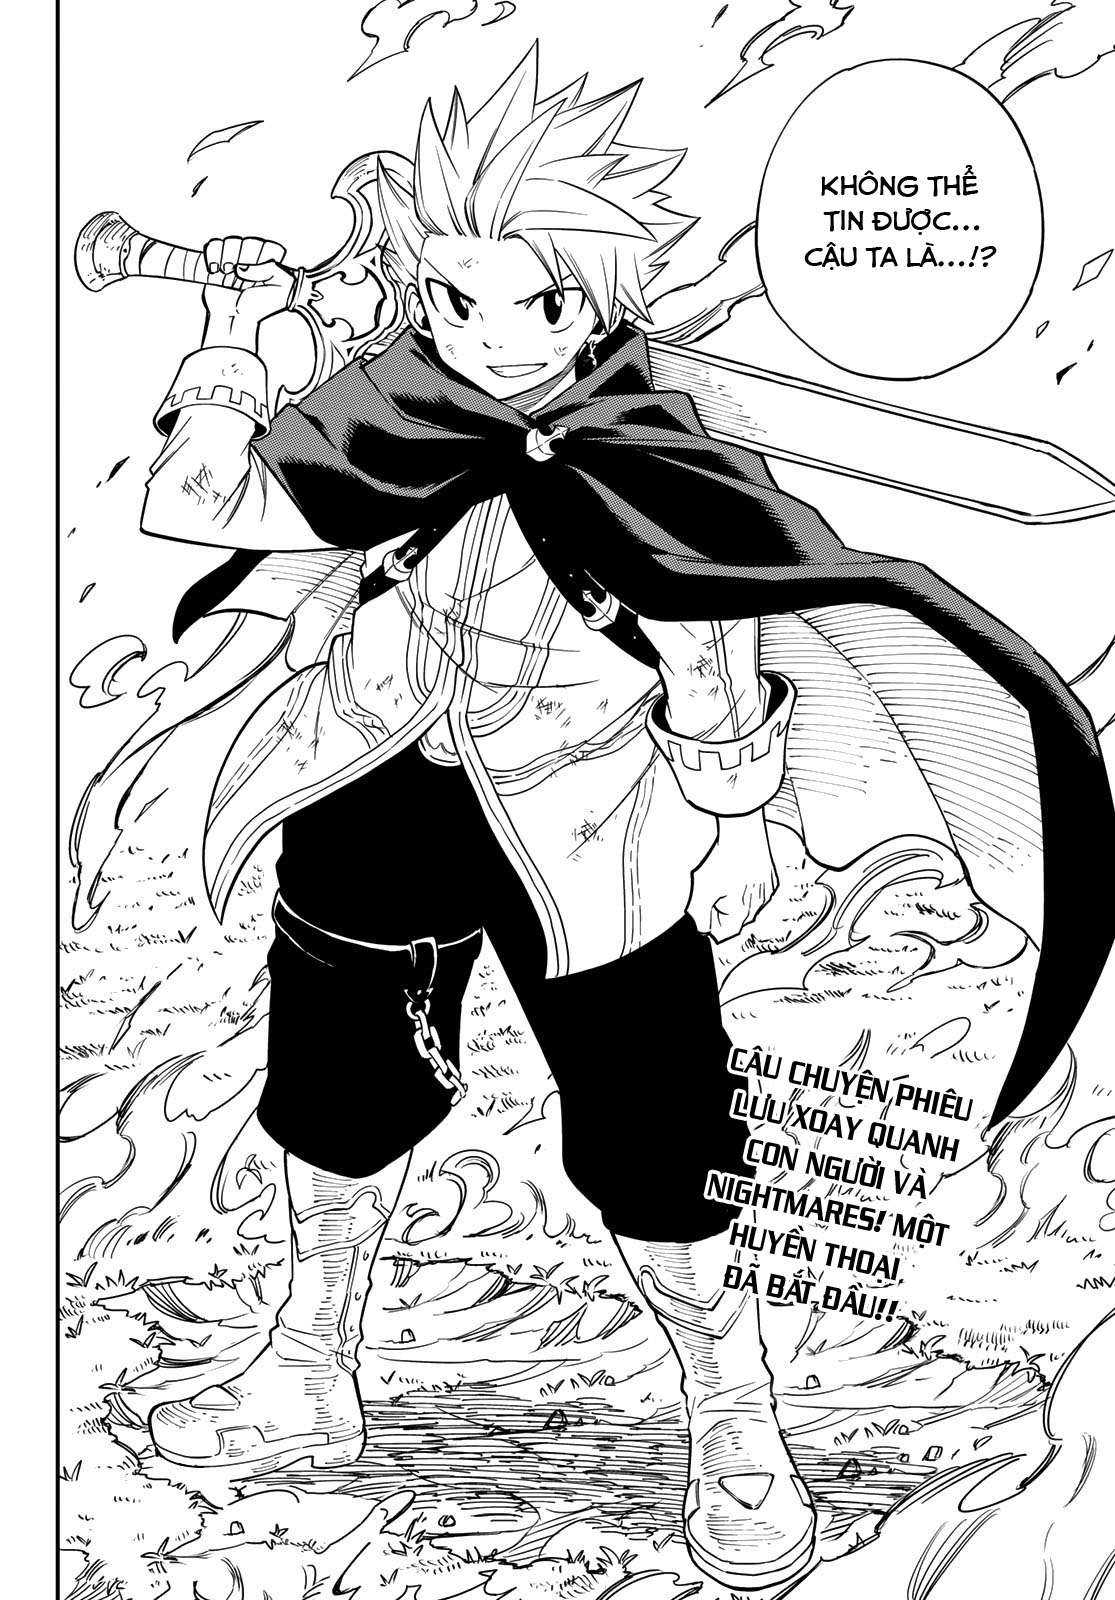 KHÔNG THỂ
TIN ĐƯỢC...
CẬU TA LÀ...!?
CÂU CHUYỆN PHIÊU
LƯU XOAY QUANH
CON NGƯỜI VÀ
NIGHTMARES! MỘT
HUYỀN THOẠI
ĐÃ BẮT ĐẦU!!